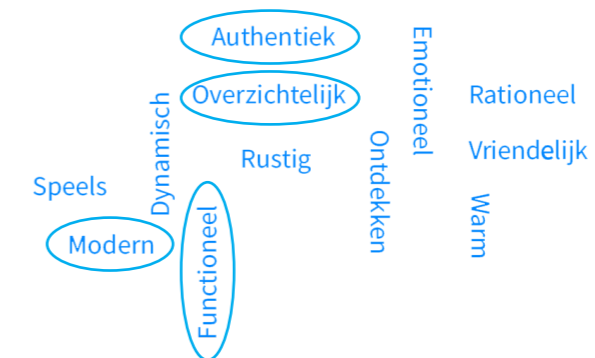 Authentiek
Emotioneel
Overzichtelijk
Rationeel
Dynamisch
Rustig
Ontdekken
Vriendelijk
Speels
Warm
Modern
Functioneel